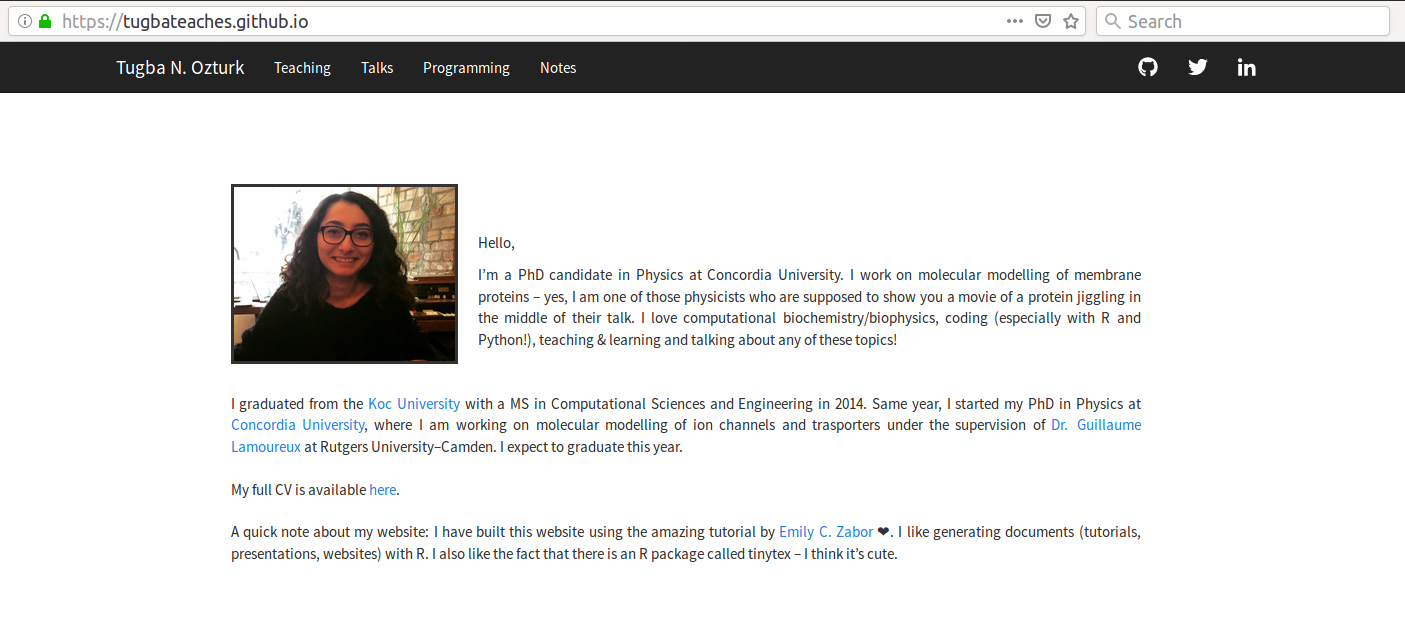 https://tugbateaches.github.io
Search
Tugba N. Ozturk Teaching Talks Programming Notes
Hello,
I’m a PhD candidate in Physics at Concordia University. I work on molecular modelling of membrane
proteins – yes, I am one of those physicists who are supposed to show you a movie of a protein jiggling in
the middle of their talk. I love computational biochemistry/biophysics, coding (especially with R and
Python!), teaching & learning and talking about any of these topics!
I graduated from the Koc University with a MS in Computational Sciences and Engineering in 2014. Same year, I started my PhD in Physics at
Concordia University, where I am working on molecular modelling of ion channels and trasporters under the supervision of Dr. Guillaume
Lamoureux at Rutgers University–Camden. I expect to graduate this year.
My full CV is available here.
A quick note about my website: I have built this website using the amazing tutorial by Emily C. Zabor ❤. I like generating documents (tutorials,
presentations, websites) with R. I also like the fact that there is an R package called tinytex – I think it’s cute.